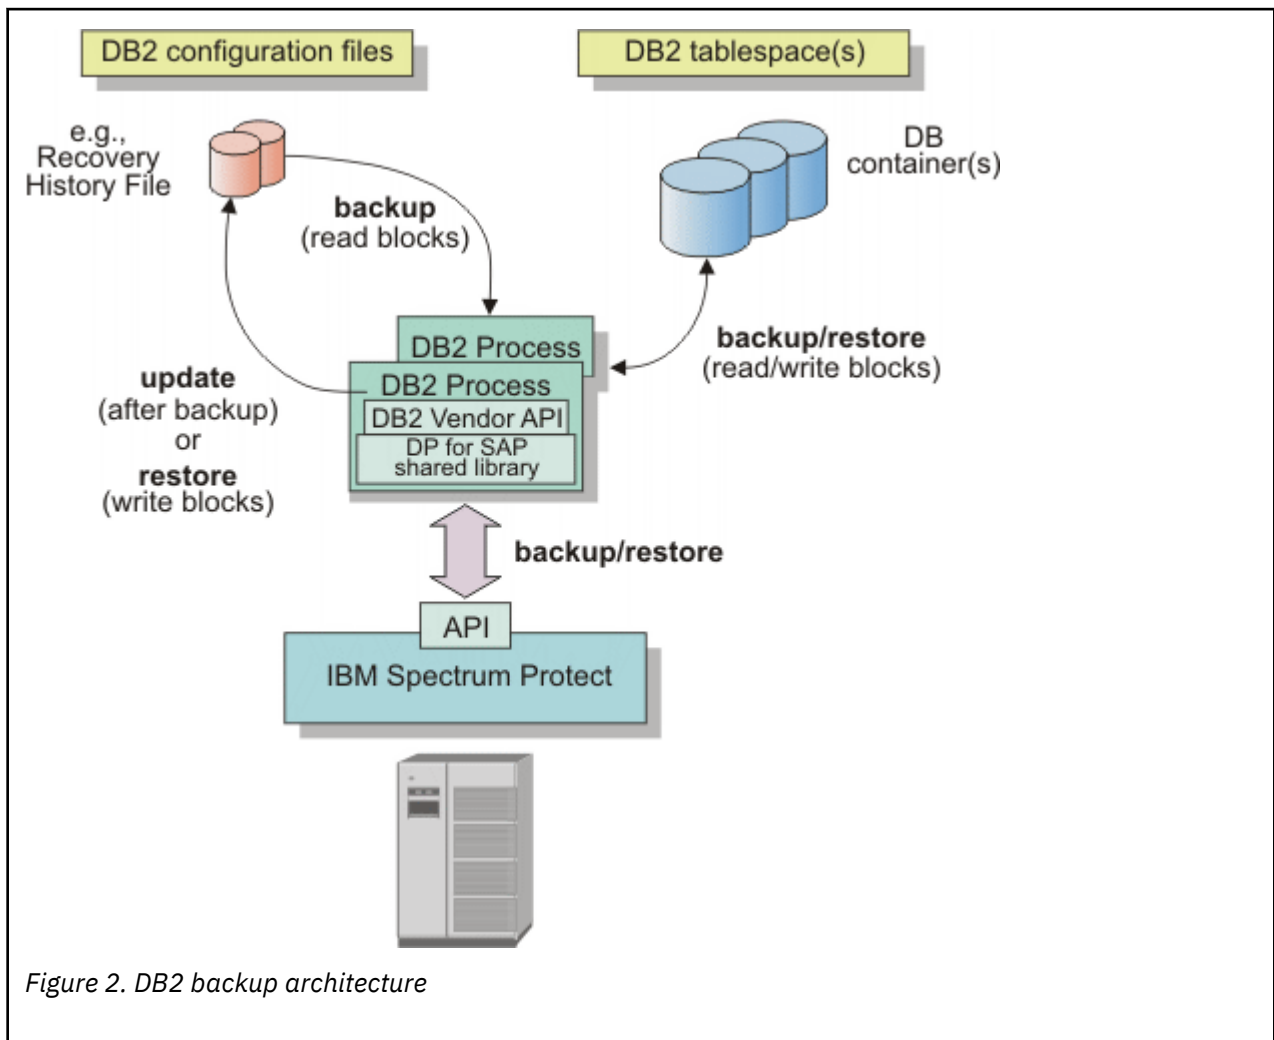 DB2 configuration files
DB2 tablespace(s)
e.g.,
Recovery
History File
DB
container(s)
backup
(read blocks)
backup/restore
(read/write blocks)
update
(after backup)
or
restore
(write blocks)
DB2 Process
DB2 Process
DB2 Vendor API
DP for SAP
shared library
backup/restore
API
IBM Spectrum Protect
Figure 2. DB2 backup architecture